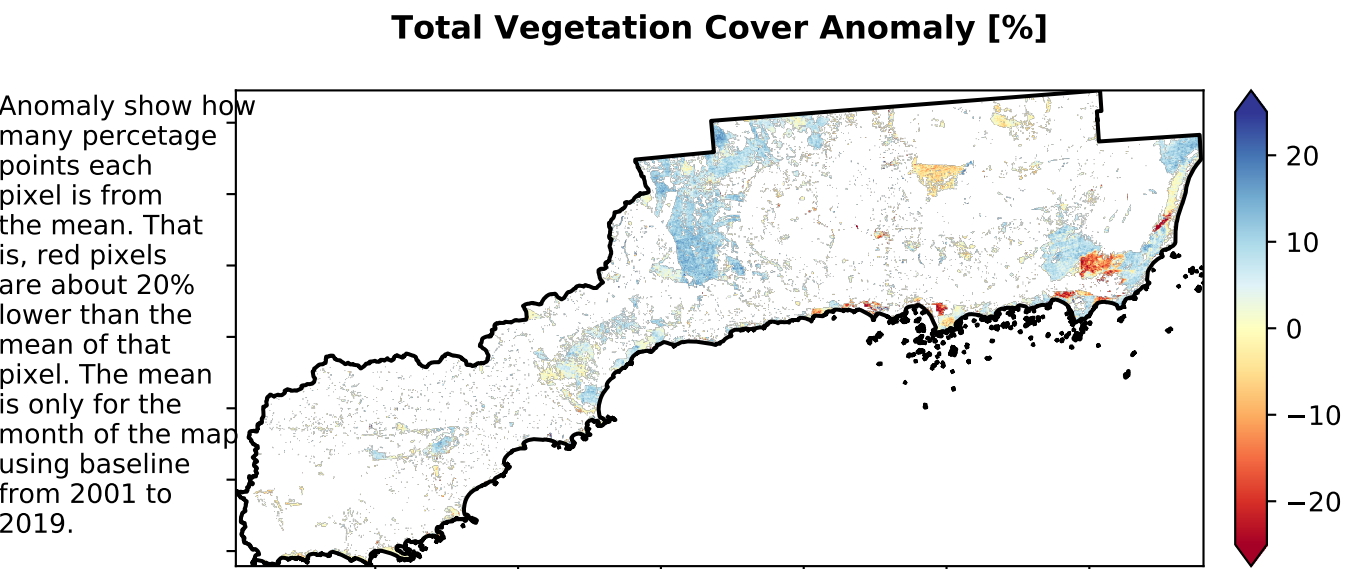 Total Vegetation Cover Anomaly [%]
Anomaly show how
many percetage
points each
pixel is from
the mean. That
is, red pixels
are about 20%
lower than the
mean of that
pixel. The mean
is only for the
month of the map
using baseline
from 2001 to
2019.
20
10
0
−10
−20